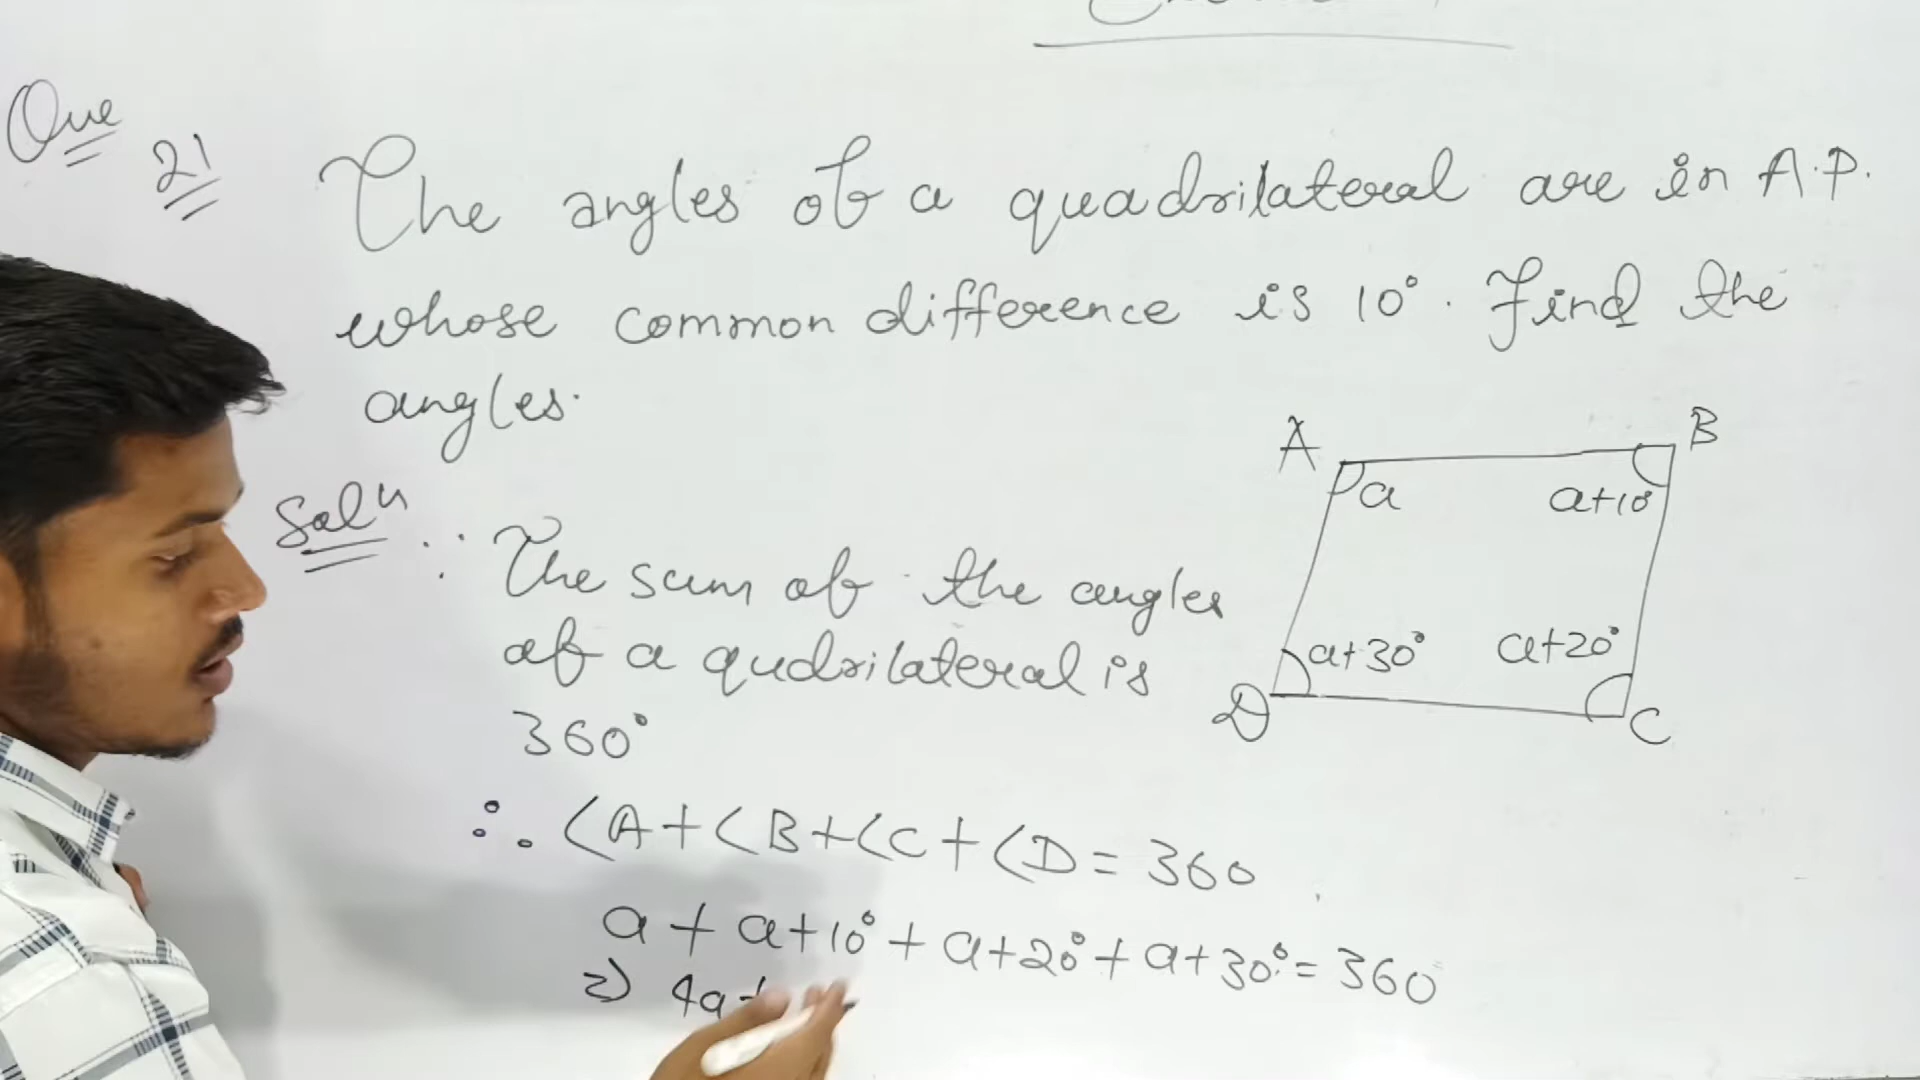 Que
21
The angles of a quadrilateral are in A.P.
whose common difference is 10°. Find the
angles.
Soln
∵ The sum of the angles
of a qudrilateral is
360°
∴ <A+<B+<C+<D=360
a + a+10° + a+20° + a+30° = 360
=) 4a+
A
B
a
a+10°
a+30°
a+20°
D
C